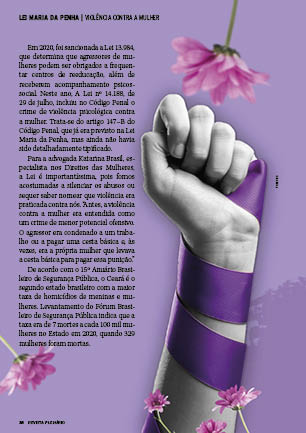 LEI MARIA DA PENHA | VIOLÊNCIA CONTRA A MULHER
Em 2020, foi sancionada a Lei 13.984,
que determina que agressores de mu-
lheres podem ser obrigados a frequen-
tar centros de reeducação, além de
receberem acompanhamento psicos-
social. Neste ano, A Lei nº 14.188, de
29 de julho, incluiu no Código Penal o
crime de violência psicológica contra
a mulher. Trata-se do artigo 147-B do
Código Penal, que já era previsto na Lei
Maria da Penha, mas ainda não havia
sido detalhadamente tipificado.
Para a advogada Katarina Brasil, es-
pecialista nos Direitos das Mulheres,
a Lei é importantíssima, pois fomos
acostumadas a silenciar os abusos ou
sequer saber nomear que violência era
praticada contra nós. "Antes, a violência
contra a mulher era entendida como
um crime de menor potencial ofensivo.
O agressor era condenado a um traba-
lho ou a pagar uma cesta básica e, às
vezes, era a própria mulher que levava
a cesta básica para pagar essa punição."
De acordo com o 15º Anuário Brasi-
leiro de Segurança Pública, o Ceará é o
segundo estado brasileiro com a maior
taxa de homicídios de meninas e mu-
lheres. Levantamento do Fórum Brasi-
leiro de Segurança Pública indica que a
taxa era de 7 mortes a cada 100 mil mu-
lheres no Estado em 2020, quando 329
mulheres foram mortas.
REVISTA PLENÁRIO